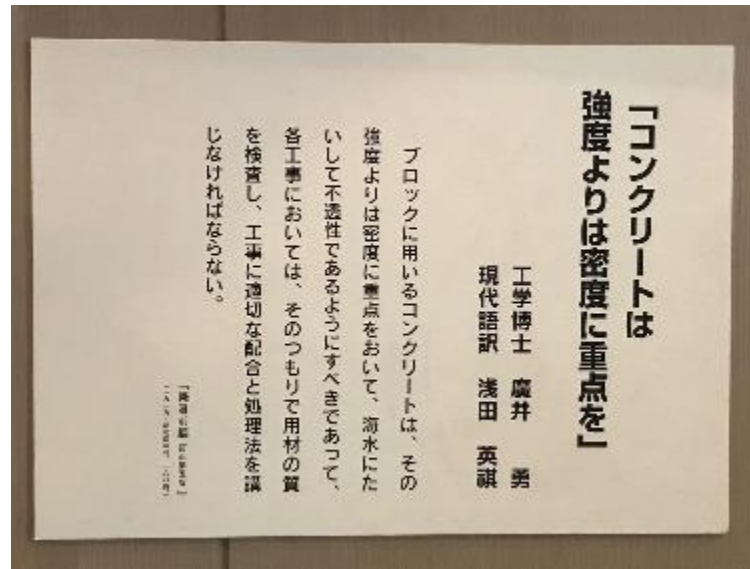 「コンクリートは
強度よりは密度に重点を」
工学博士 廣井 勇
現代語訳 浅田 英祺
ブロックに用いるコンクリートは、その
強度よりは密度に重点をおいて、海水にた
いして不透性であるようにすべきであって、
各工事においては、そのつもりで用材の質
を検査し、工事に適切な配合と処理法を講
じなければならない。